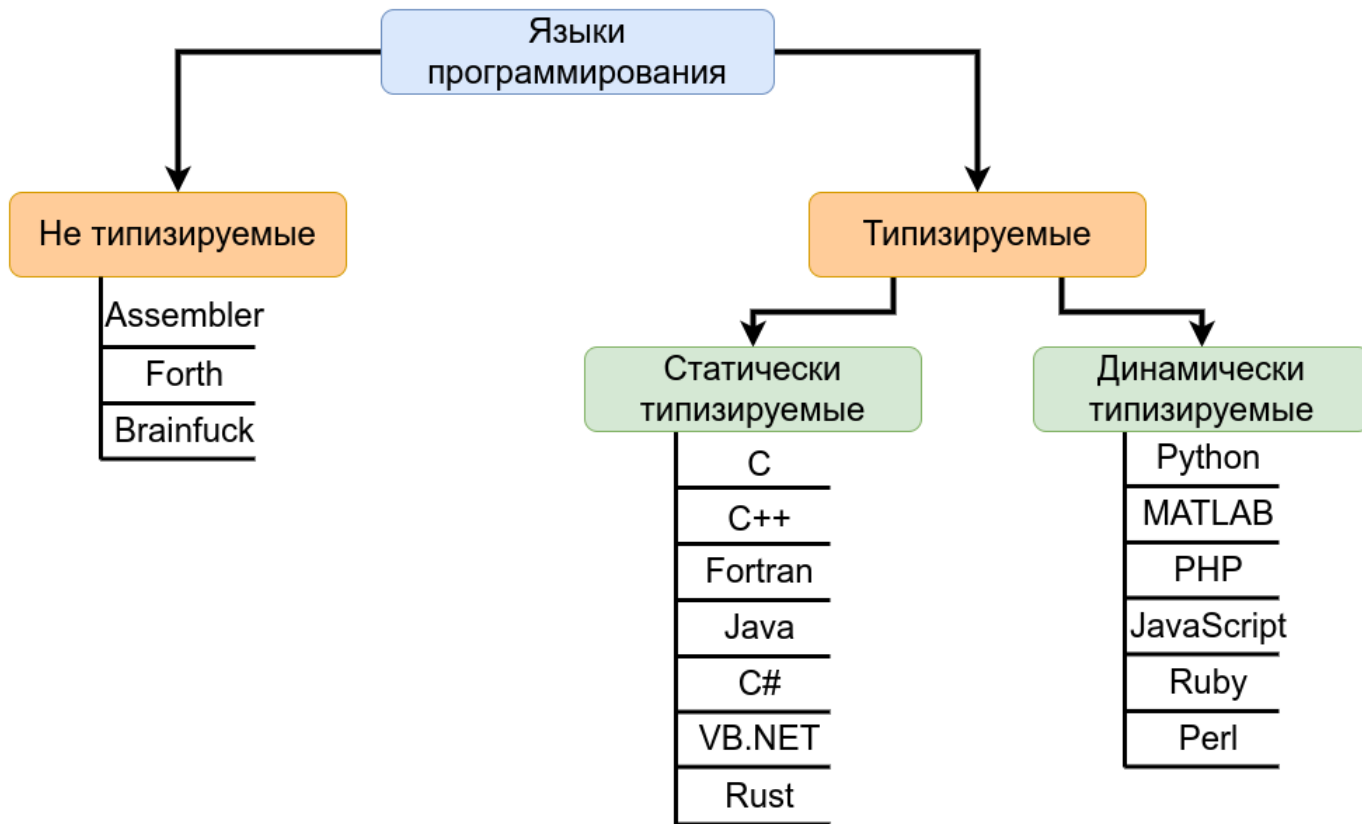 Языки
программирования
Не типизируемые
Assembler
Forth
Brainfuck
Типизируемые
Статически
типизируемые
C
C++
Fortran
Java
C#
VB.NET
Rust
Динамически
типизируемые
Python
MATLAB
PHP
JavaScript
Ruby
Perl